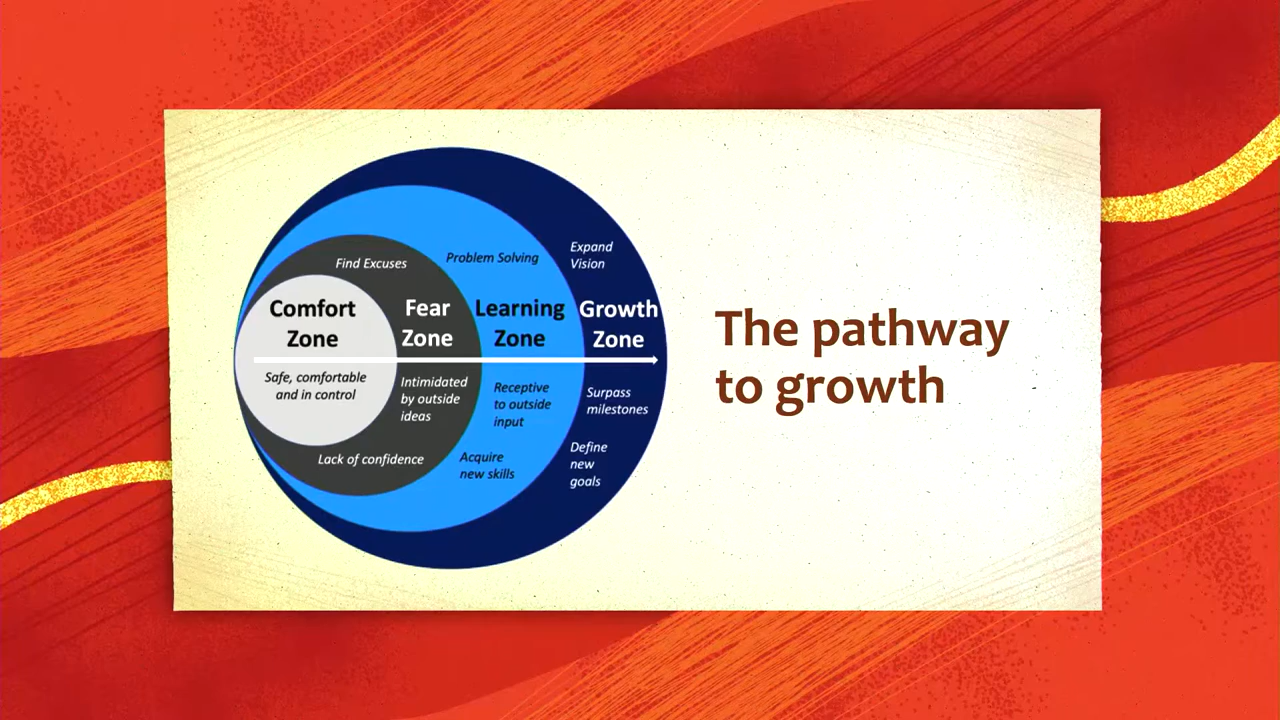 Find Excuses
Problem Solving
Expand
Vision
Comfort
Zone
Fear
Zone
Learning
Zone
Growth
Zone
Safe, comfortable
and in control
Intimidated
by outside
ideas
Receptive
to outside
input
Surpass
milestones
Lack of confidence
Acquire
new skills
Define
new
goals
The pathway
to growth